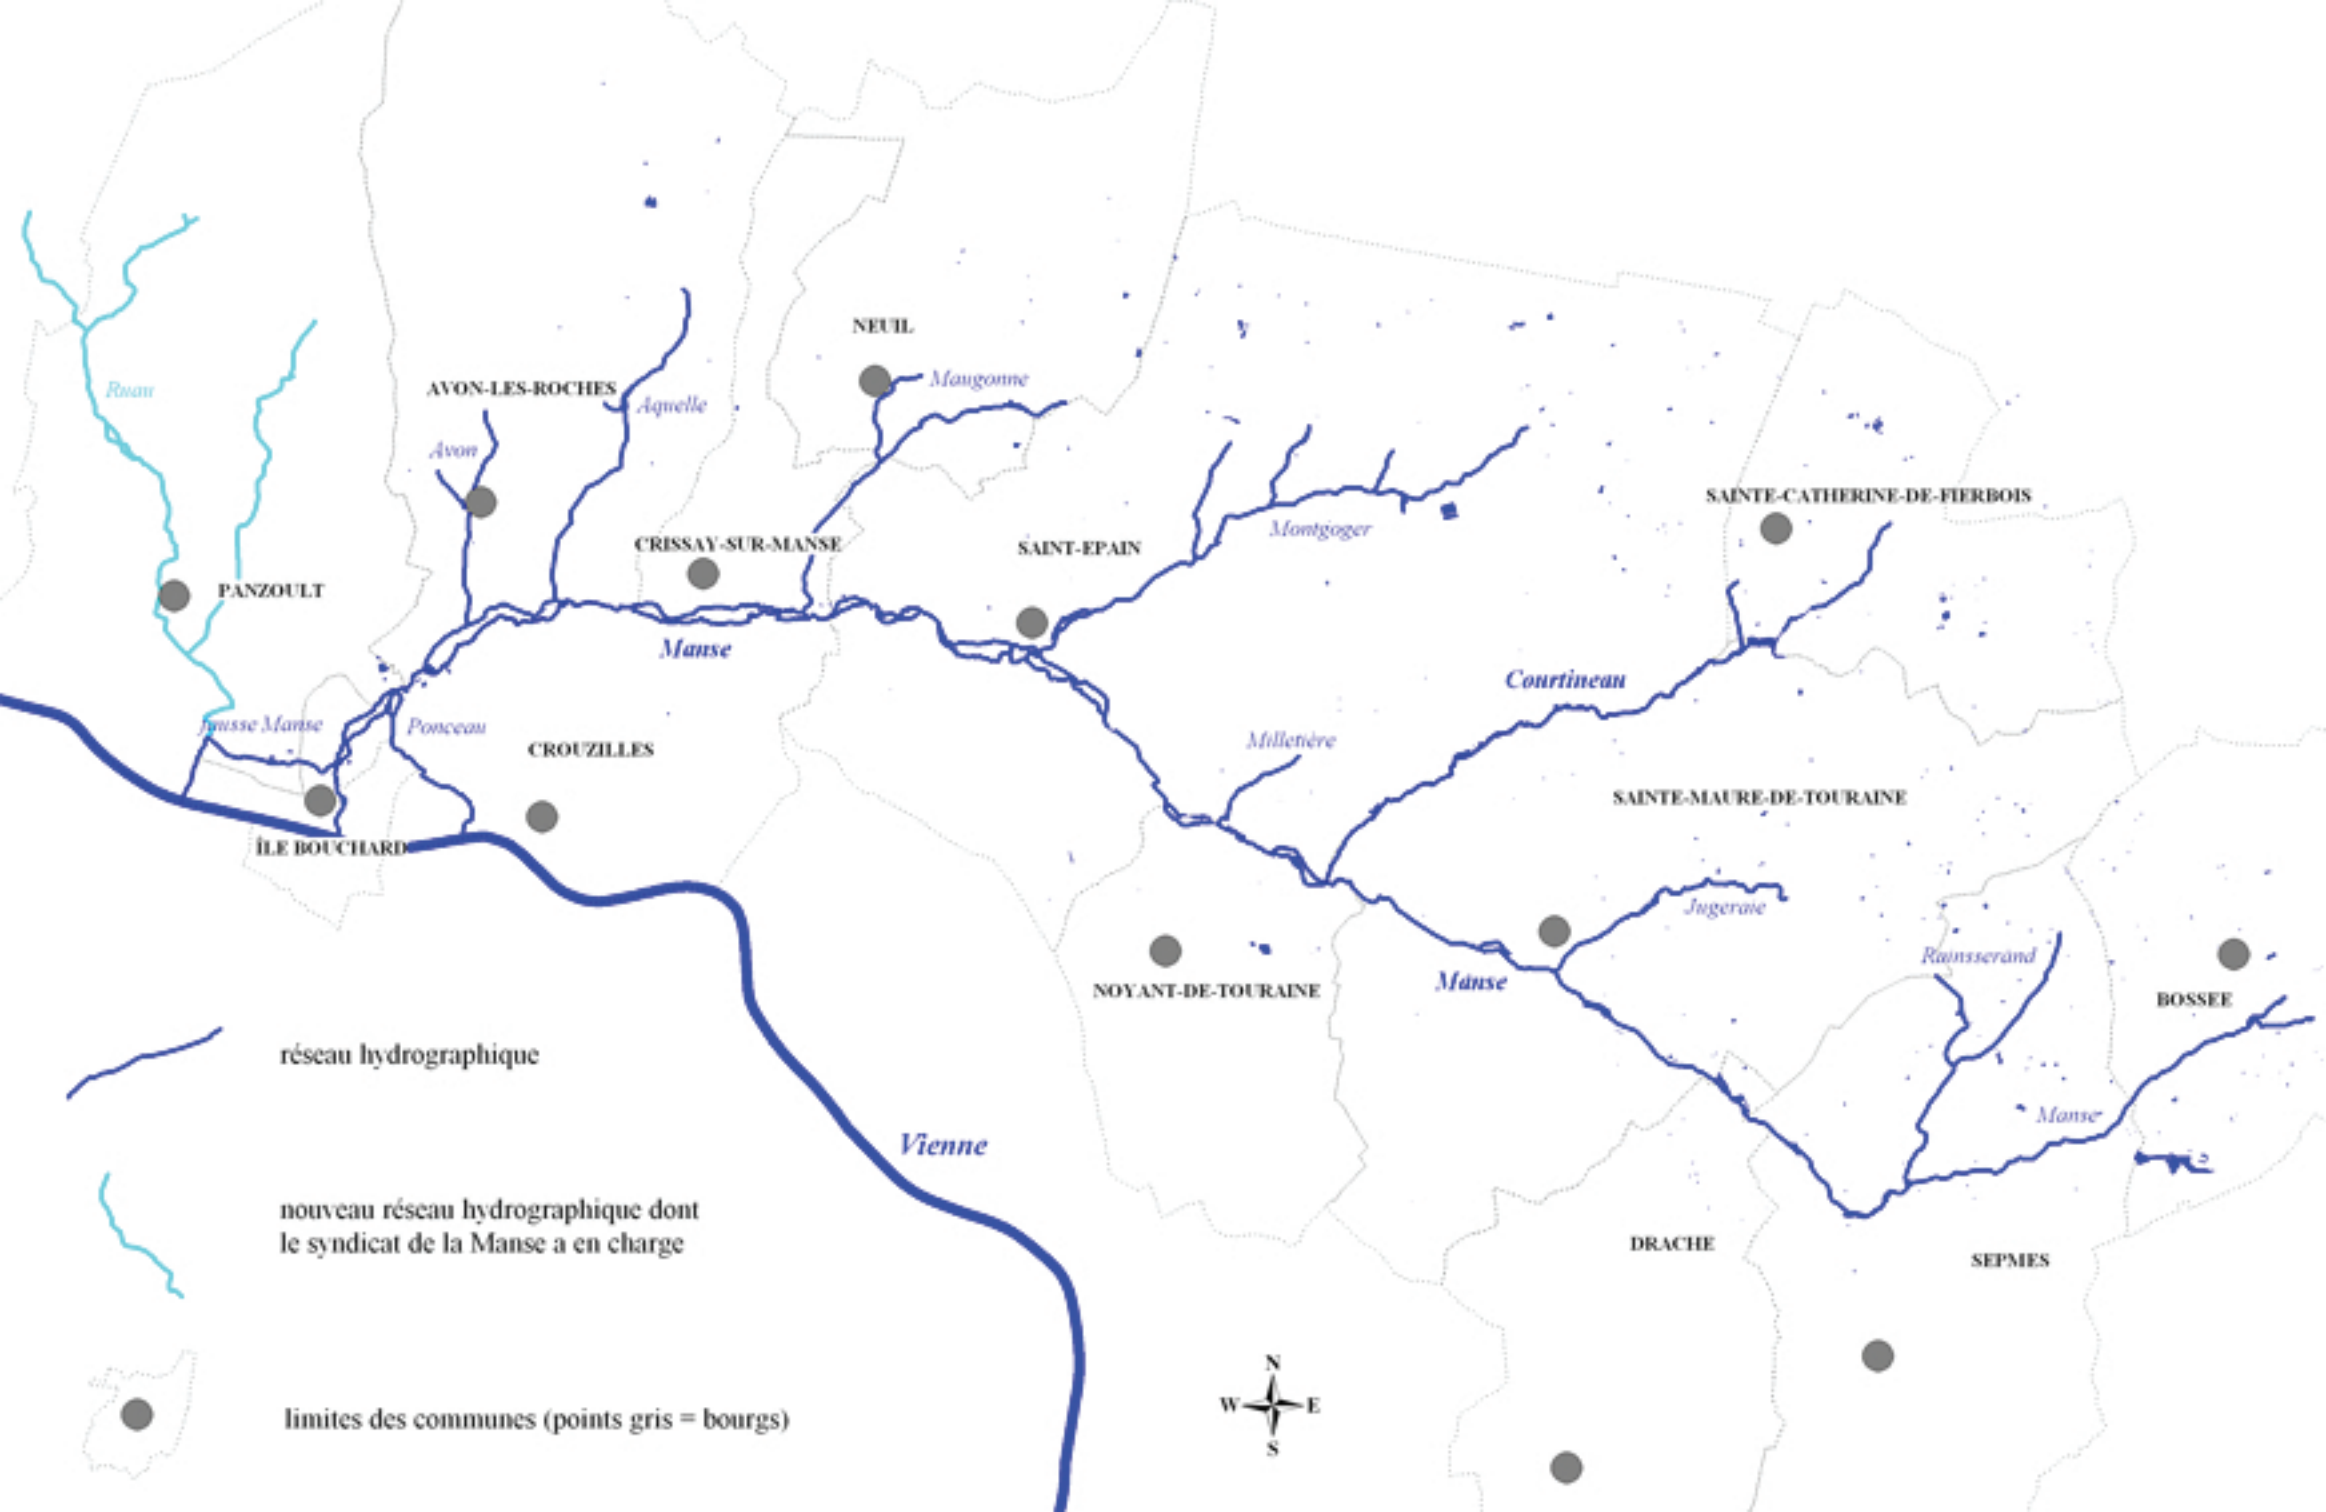 NEUIL
Maugonne
Ruau
AVON-LES-ROCHES
Aquelle
Avon
SAINTE-CATHERINE-DE-FIERBOIS
Montgoger
CRISSAY-SUR-MANSE
SAINT-EPAIN
PANZOULT
Manse
Courtineau
fausse Manse
Ponceau
CROUZILLES
Milletière
SAINTE-MAURE-DE-TOURAINE
ÎLE BOUCHARD
Jugeraie
Rainsserand
Manse
NOYANT-DE-TOURAINE
BOSSEE
réseau hydrographique
Manse
Vienne
nouveau réseau hydrographique dont
le syndicat de la Manse a en charge
DRACHE
SEPMES
N
W E
S
limites des communes (points gris = bourgs)